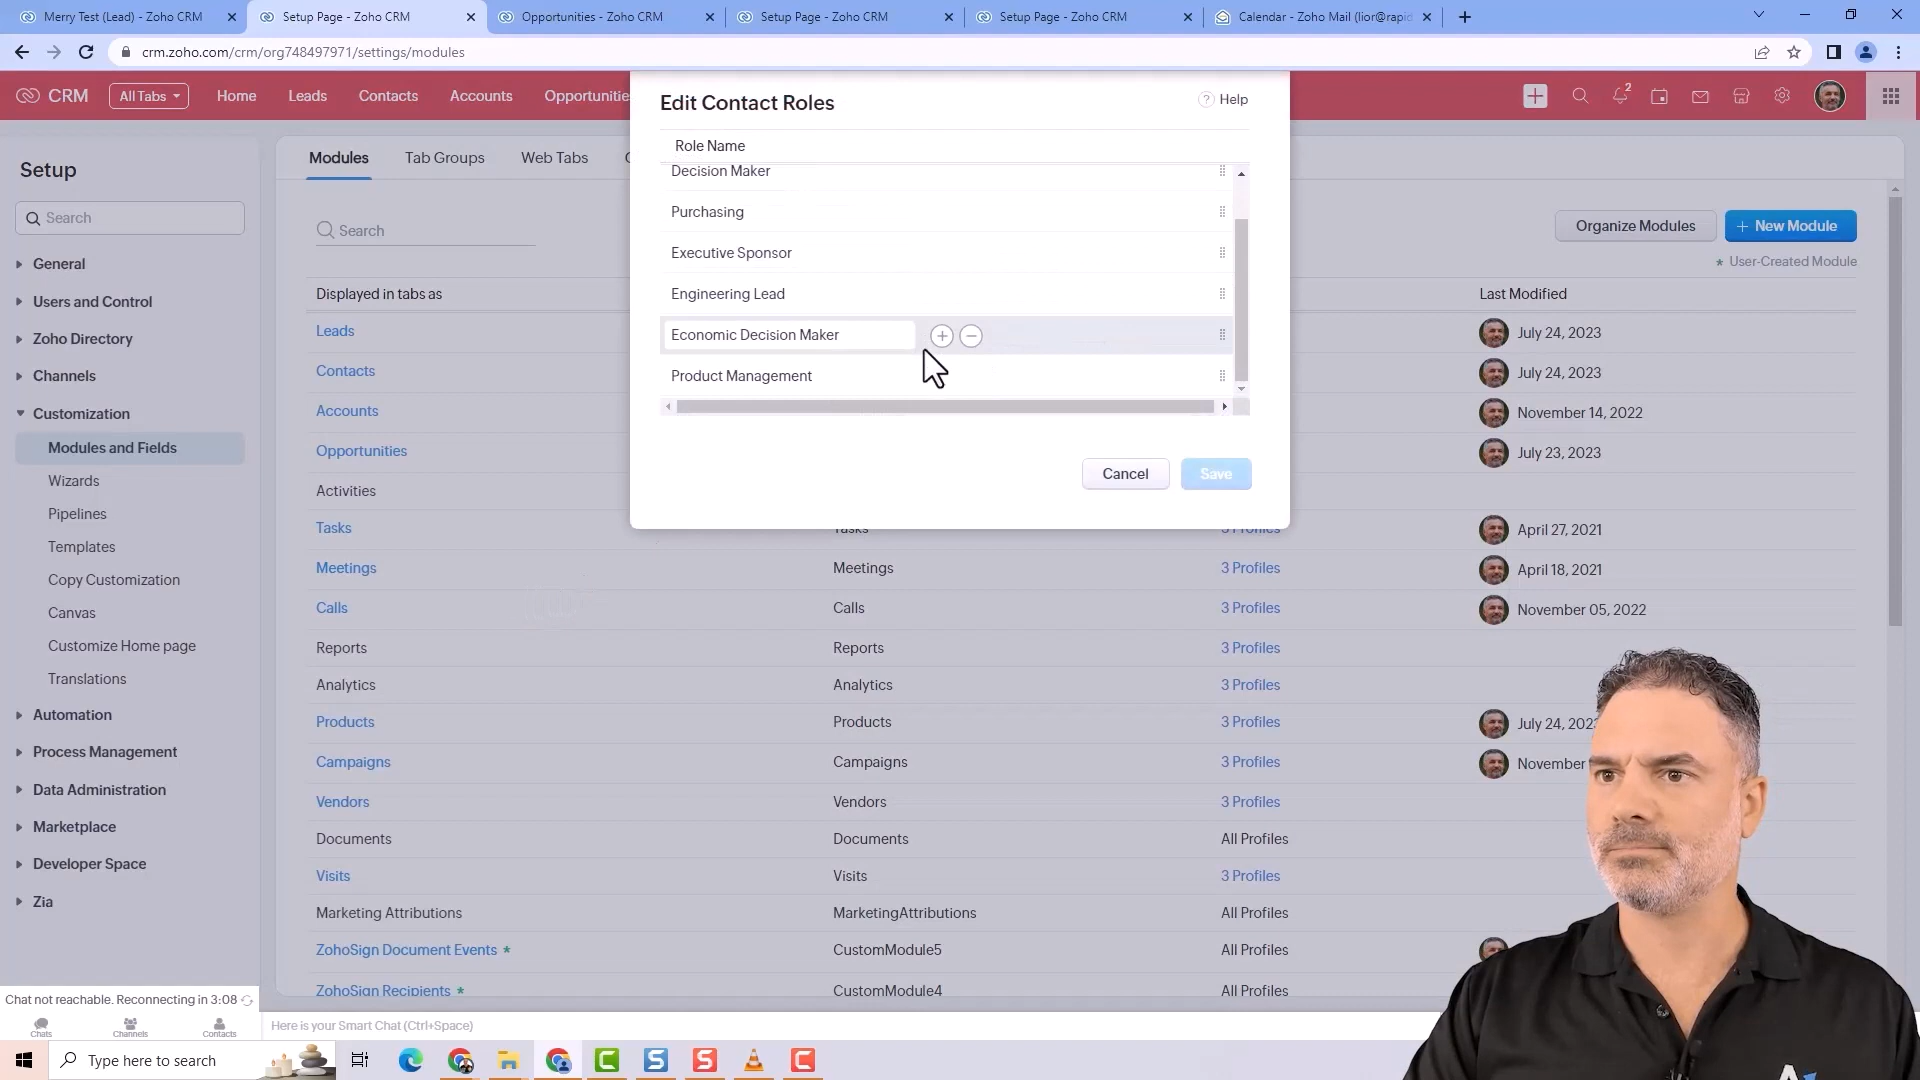 Merry Test (Lead) - Zoho CRM
Setup Page - Zoho CRM
Opportunities - Zoho CRM
Setup Page - Zoho CRM
Setup Page - Zoho CRM
Calendar - Zoho Mail (lior@rapid
crm.zoho.com/crm/org748497971/settings/modules
CRM
All Tabs
Home
Leads
Contacts
Accounts
Opportunitie
2
Edit Contact Roles
Help
Role Name
Decision Maker
Purchasing
Executive Sponsor
Engineering Lead
Economic Decision Maker
Product Management
Cancel
Save
Setup
Search
General
Users and Control
Zoho Directory
Channels
Customization
Modules and Fields
Wizards
Pipelines
Templates
Copy Customization
Canvas
Customize Home page
Translations
Automation
Process Management
Data Administration
Marketplace
Developer Space
Zia
Modules
Tab Groups
Web Tabs
Search
Organize Modules
+ New Module
* User-Created Module
Displayed in tabs as
Last Modified
Leads
July 24, 2023
Contacts
July 24, 2023
Accounts
November 14, 2022
Opportunities
July 23, 2023
Activities
Tasks
Tasks
3 Profiles
April 27, 2021
Meetings
Meetings
3 Profiles
April 18, 2021
Calls
Calls
3 Profiles
November 05, 2022
Reports
Reports
3 Profiles
Analytics
Analytics
3 Profiles
Products
Products
3 Profiles
July 24, 202
Campaigns
Campaigns
3 Profiles
November
Vendors
Vendors
3 Profiles
Documents
Documents
All Profiles
Visits
Visits
3 Profiles
Marketing Attributions
MarketingAttributions
All Profiles
ZohoSign Document Events *
CustomModule5
All Profiles
ZohoSign Recipients *
CustomModule4
All Profiles
Chat not reachable. Reconnecting in 3:08
Chats
Channels
Contacts
Here is your Smart Chat (Ctrl+Space)
Type here to search